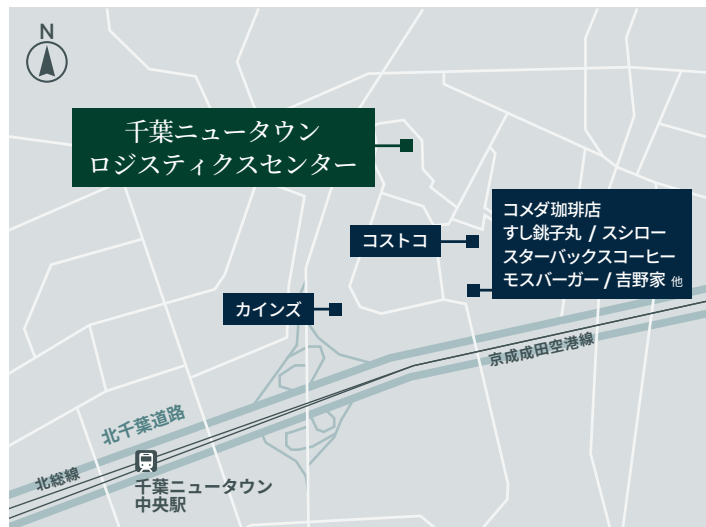 N
千葉ニュータウン
ロジスティクスセンター
コメダ珈琲店
すし銚子丸 / スシロー
スターバックスコーヒー
モスバーガー / 吉野家 他
コストコ
カインズ
京成成田空港線
北千葉道路
北総線
千葉ニュータウン
中央駅